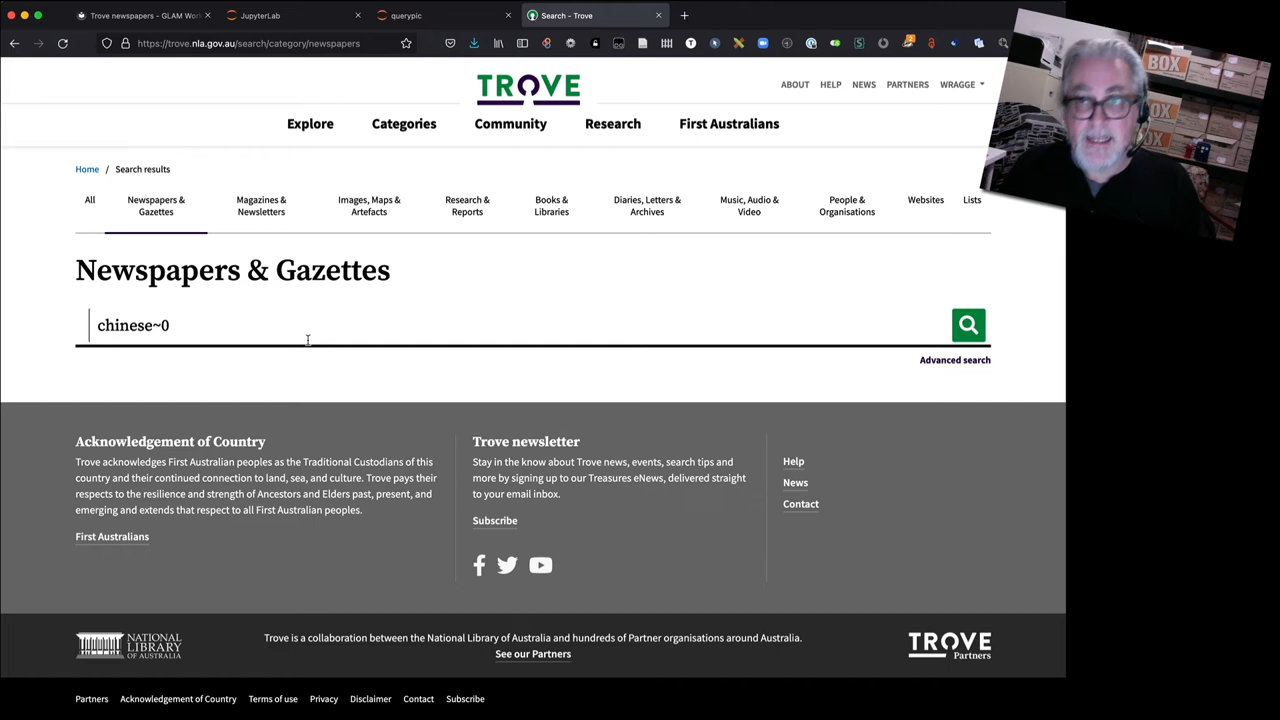 Trove newspapers - GLAM Wor
JupyterLab
querypic
Search - Trove
https://trove.nla.gov.au/search/category/newspapers
TROVE
ABOUT
HELP
NEWS
PARTNERS
WRAGGE
Explore
Categories
Community
Research
First Australians
Home / Search results
All
Newspapers &
Gazettes
Magazines &
Newsletters
Images, Maps &
Artefacts
Research &
Reports
Books &
Libraries
Diaries, Letters &
Archives
Music, Audio &
Video
People &
Organisations
Websites
Lists
Newspapers & Gazettes
chinese~0
Advanced search
Acknowledgement of Country
Trove acknowledges First Australian peoples as the Traditional Custodians of this
country and their continued connection to land, sea, and culture. Trove pays their
respects to the resilience and strength of Ancestors and Elders past, present, and
emerging and extends that respect to all First Australian peoples.
First Australians
Trove newsletter
Stay in the know about Trove news, events, search tips and
more by signing up to our Treasures eNews, delivered straight
to your email inbox.
Subscribe
Help
News
Contact
NATIONAL
LIBRARY
OF AUSTRALIA
Trove is a collaboration between the National Library of Australia and hundreds of Partner organisations around Australia.
See our Partners
TROVE
Partners
Partners
Acknowledgement of Country
Terms of use
Privacy
Disclaimer
Contact
Subscribe
BOX
BOX
BOX